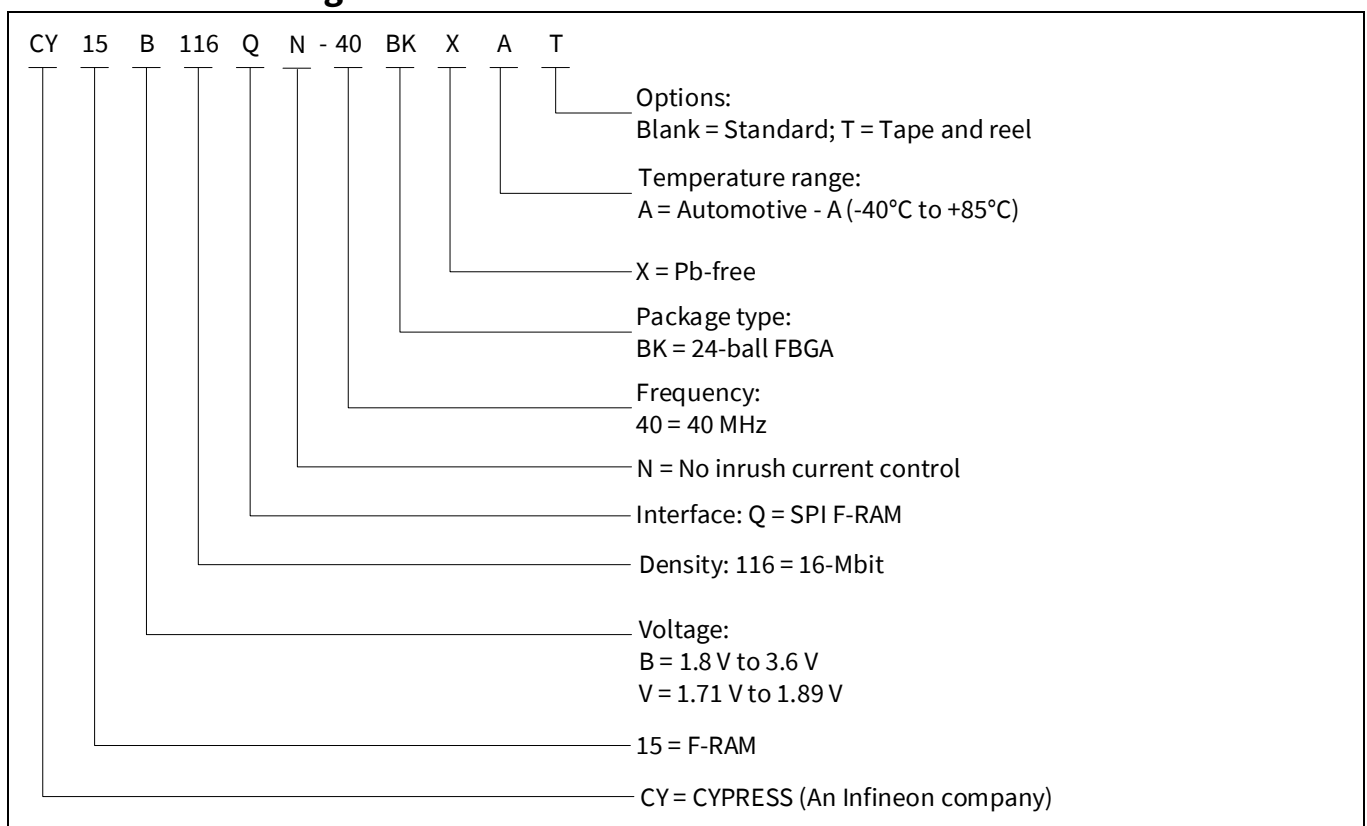 CY 15 B 116 Q N - 40 BK X A T
Options:
Blank = Standard; T = Tape and reel
Temperature range:
A = Automotive - A (-40°C to +85°C)
X = Pb-free
Package type:
BK = 24-ball FBGA
Frequency:
40 = 40 MHz
N = No inrush current control
Interface: Q = SPI F-RAM
Density: 116 = 16-Mbit
Voltage:
B = 1.8 V to 3.6 V
V = 1.71 V to 1.89 V
15 = F-RAM
CY = CYPRESS (An Infineon company)